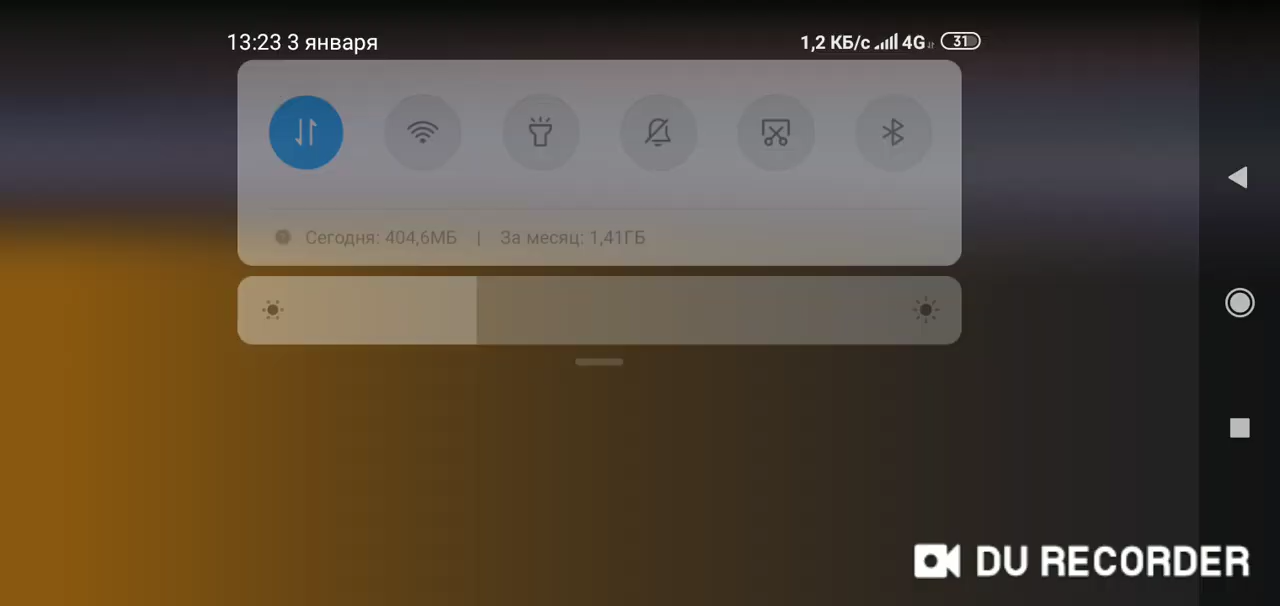 13:23 3 января
1,2 КБ/с 4G 31
Сегодня: 404,6МБ | За месяц: 1,41ГБ
DU RECORDER